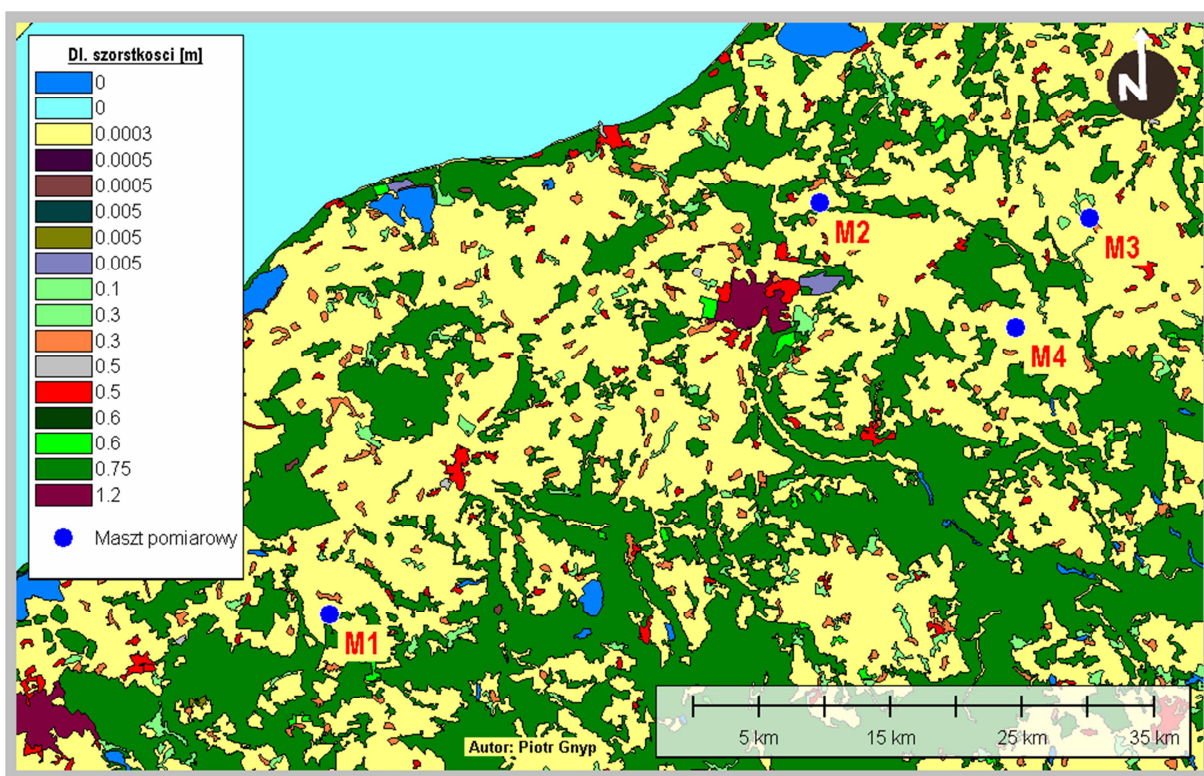 Dl. szorstkosci [m]
0
0
0.0003
0.0005
0.0005
0.005
0.005
0.005
0.1
0.3
0.3
0.5
0.5
0.6
0.6
0.75
1.2
Maszt pomiarowy
N
M2
M3
M4
M1
5 km
15 km
25 km
35 km
Autor: Piotr Gnyp